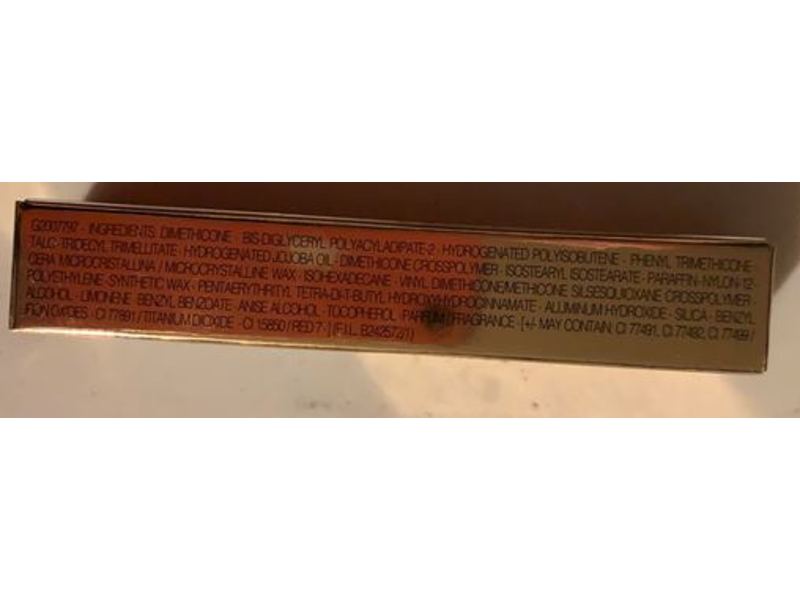 G2007797 · INGREDIENTS: DIMETHICONE · BIS-DIGLYCERYL POLYACYLADIPATE-2 · HYDROGENATED POLYISOBUTENE · PHENYL TRIMETHICONE ·
TALC · TRIDECYL TRIMELLITATE · HYDROGENATED JOJOBA OIL · DIMETHICONE CROSSPOLYMER · ISOSTEARYL ISOSTEARATE · PARAFFIN · NYLON-12 ·
CERA MICROCRISTALLINA / MICROCRYSTALLINE WAX · ISOHEXADECANE · VINYL DIMETHICONE/METHICONE SILSESQUIOXANE CROSSPOLYMER ·
POLYETHYLENE · SYNTHETIC WAX · PENTAERYTHRITYL TETRA-DI-T-BUTYL HYDROXYHYDROCINNAMATE · ALUMINUM HYDROXIDE · SILICA · BENZYL
ALCOHOL · LIMONENE · BENZYL BENZOATE · ANISE ALCOHOL · TOCOPHEROL · PARFUM / FRAGRANCE · [+/- MAY CONTAIN: CI 77491, CI 77492, CI 77499 /
IRON OXIDES · CI 77891 / TITANIUM DIOXIDE · CI 15850 / RED 7 · ] (F.I.L. B242572/1)